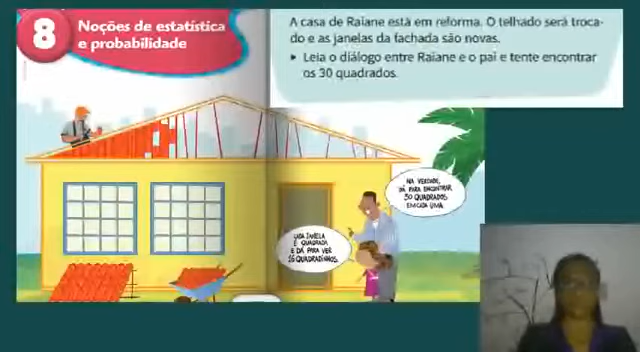 8
Noções de estatística
e probabilidade
A casa de Raiane está em reforma. O telhado será troca-
do e as janelas da fachada são novas.
▸ Leia o diálogo entre Raiane e o pai e tente encontrar
os 30 quadrados.
NA VERDADE,
DÁ PARA ENCONTRAR
30 QUADRADOS
EM CADA UMA.
CADA JANELA
É QUADRADA
E DÁ PARA VER
16 QUADRADINHOS.